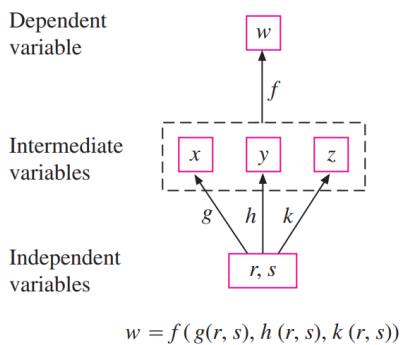 Dependent
variable
w
f
Intermediate
variables
x y z
g h k
Independent
variables
r, s
w = f ( g(r, s), h (r, s), k (r, s))